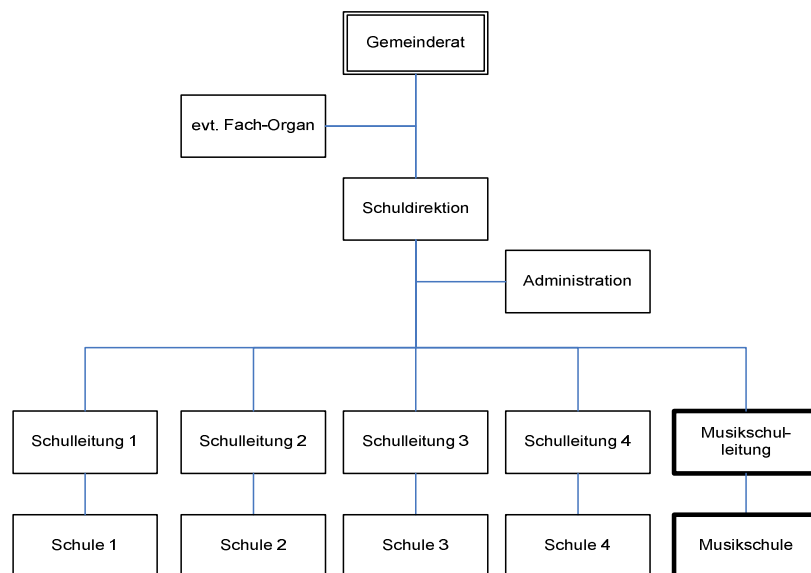 Gemeinderat
evt. Fach-Organ
Schuldirektion
Administration
Schulleitung 1
Schulleitung 2
Schulleitung 3
Schulleitung 4
Musikschul-
leitung
Schule 1
Schule 2
Schule 3
Schule 4
Musikschule